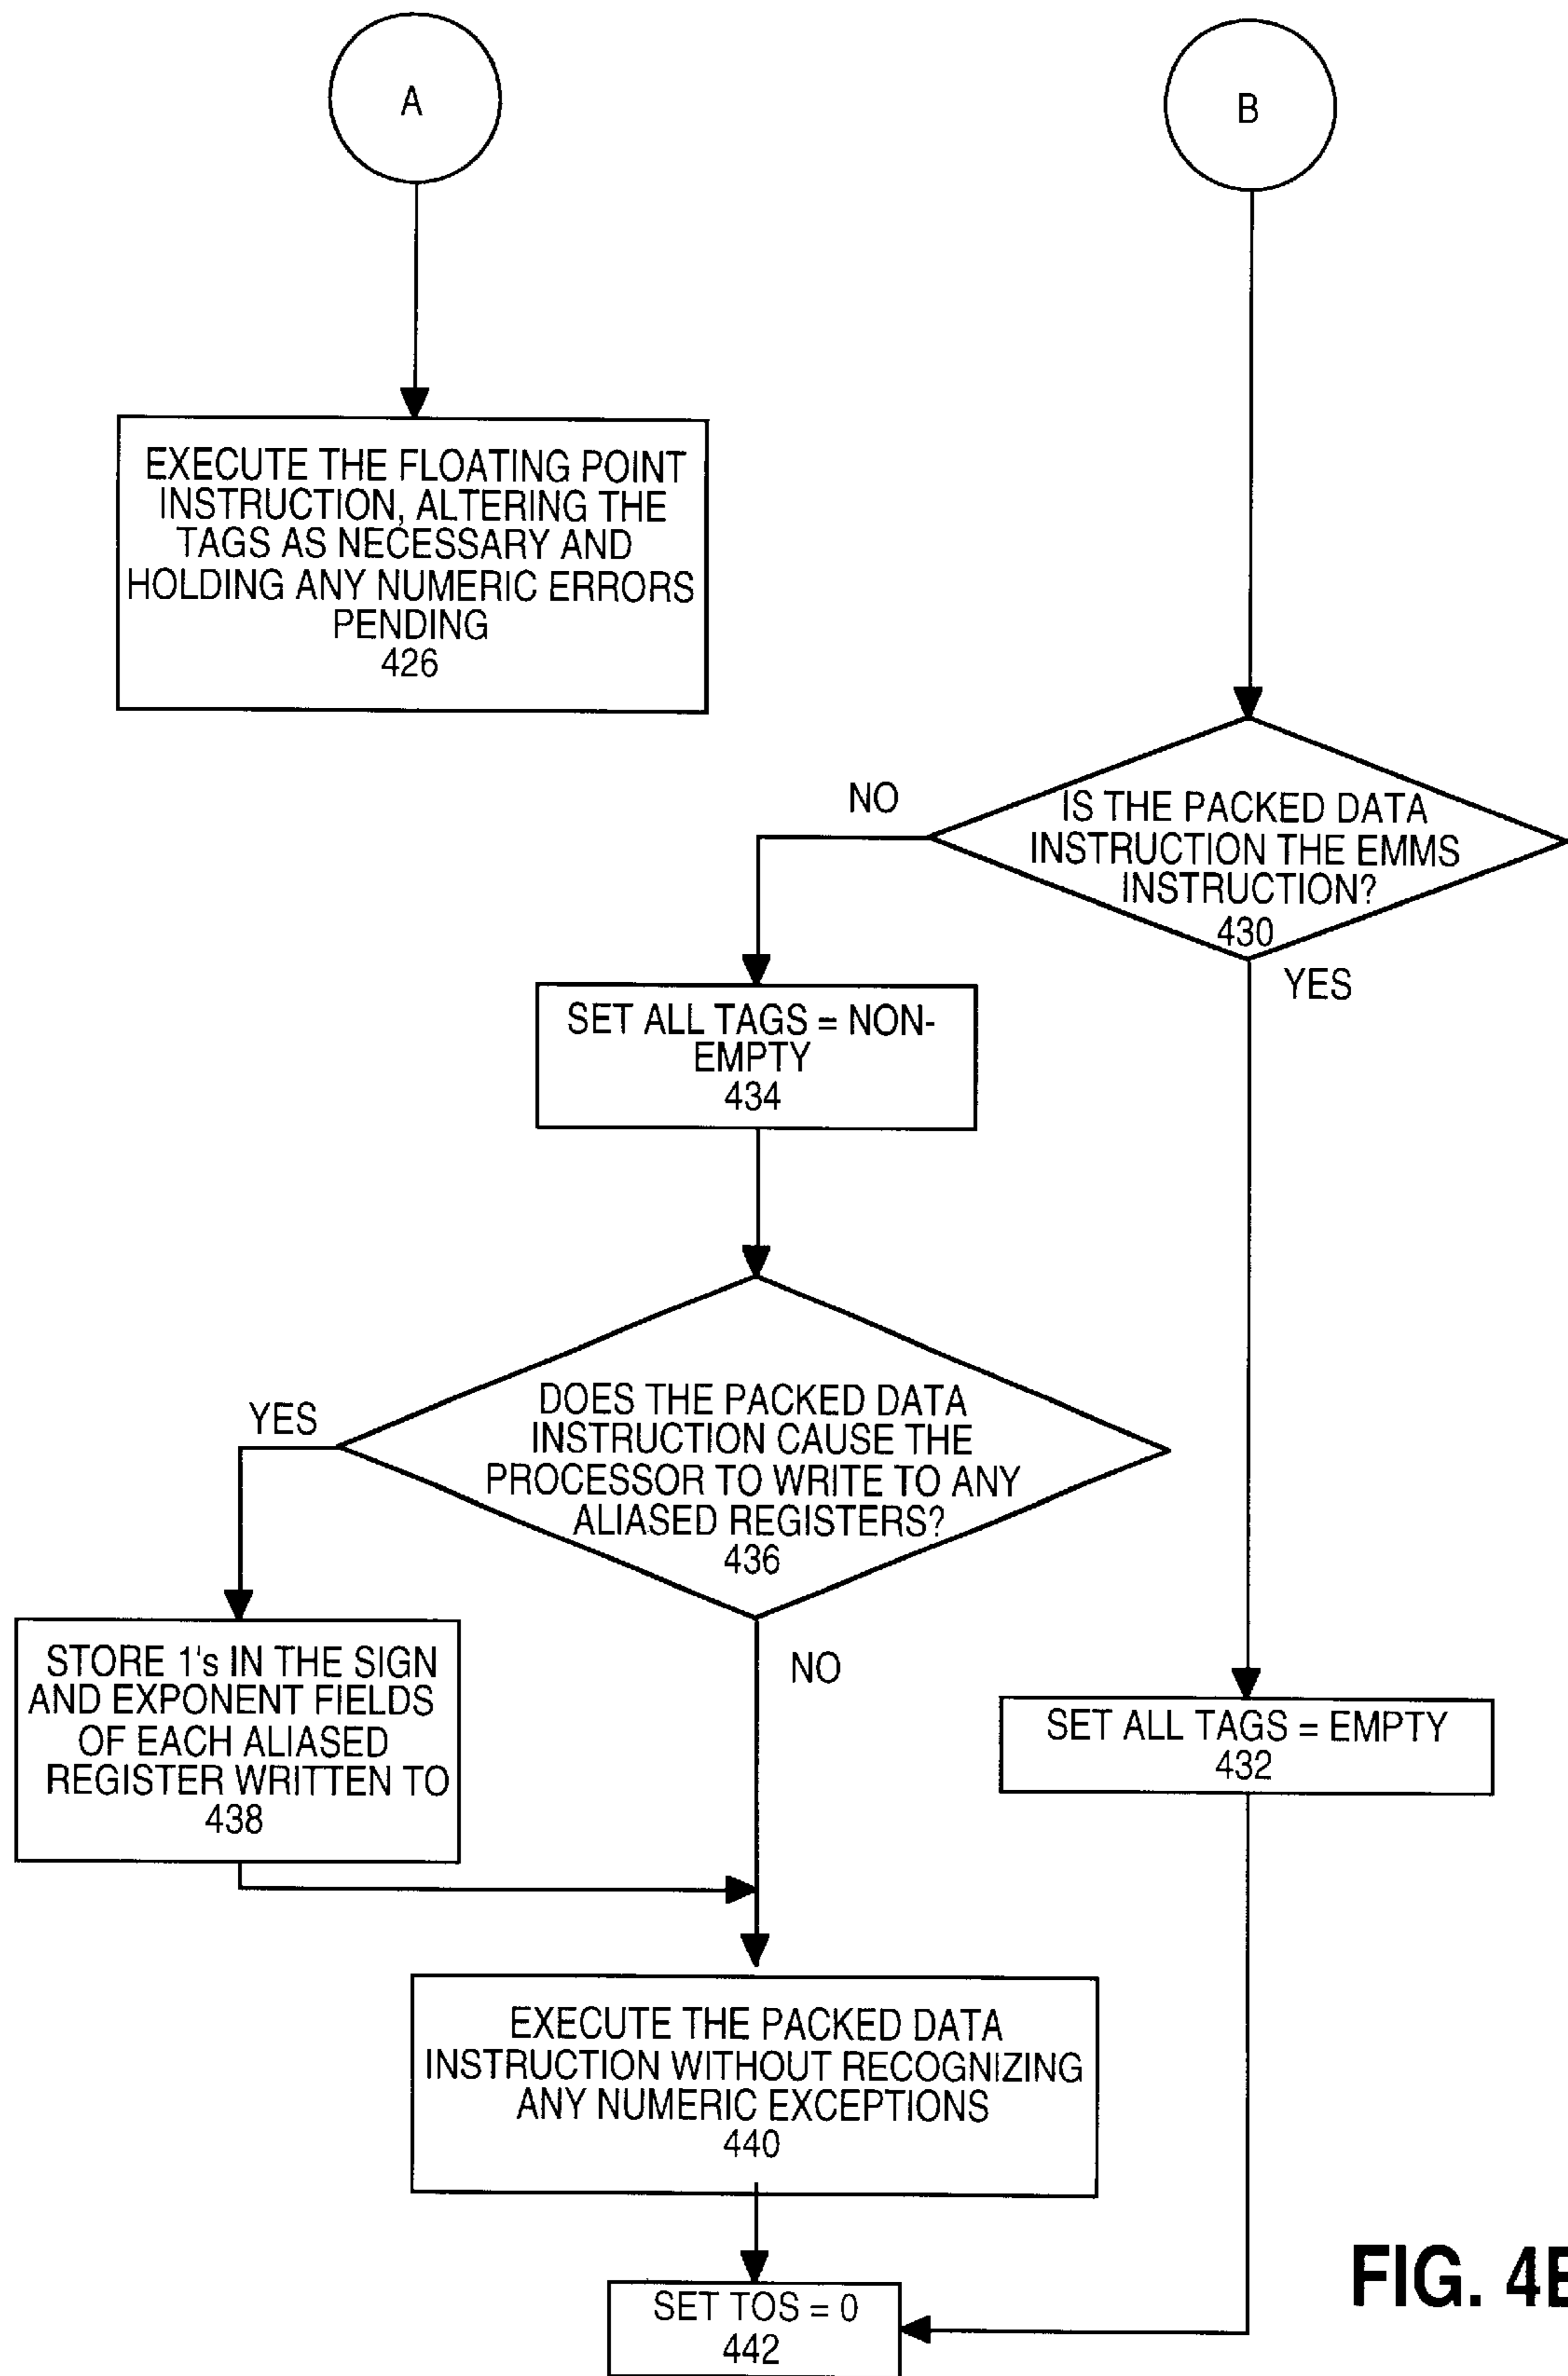 A
B
EXECUTE THE FLOATING POINT
INSTRUCTION, ALTERING THE
TAGS AS NECESSARY AND
HOLDING ANY NUMERIC ERRORS
PENDING
426
NO
IS THE PACKED DATA
INSTRUCTION THE EMMS
INSTRUCTION?
430
YES
SET ALL TAGS = NON-
EMPTY
434
YES
DOES THE PACKED DATA
INSTRUCTION CAUSE THE
PROCESSOR TO WRITE TO ANY
ALIASED REGISTERS?
436
NO
STORE 1's IN THE SIGN
AND EXPONENT FIELDS
OF EACH ALIASED
REGISTER WRITTEN TO
438
SET ALL TAGS = EMPTY
432
EXECUTE THE PACKED DATA
INSTRUCTION WITHOUT RECOGNIZING
ANY NUMERIC EXCEPTIONS
440
SET TOS = 0
442
FIG. 4B